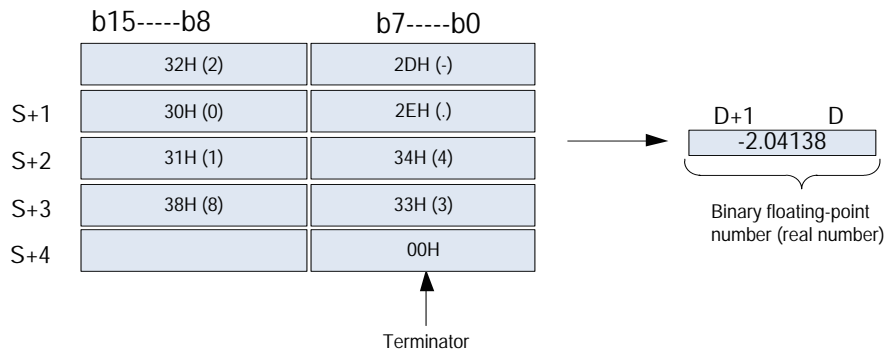 b15-----b8 b7-----b0
32H (2) 2DH (-)
S+1 30H (0) 2EH (.)
S+2 31H (1) 34H (4)
S+3 38H (8) 33H (3)
S+4 00H
Terminator
D+1 D
-2.04138
Binary floating-point
number (real number)